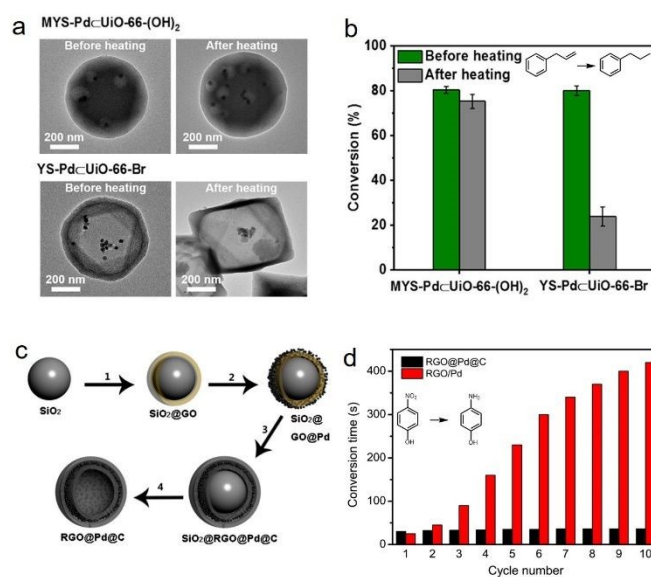 a
MYS-Pd⊂UiO-66-(OH)₂
Before heating
After heating
200 nm
200 nm
YS-Pd⊂UiO-66-Br
Before heating
After heating
200 nm
200 nm
b
Before heating
After heating
Conversion (%)
100
80
60
40
20
0
MYS-Pd⊂UiO-66-(OH)₂
YS-Pd⊂UiO-66-Br
c
SiO₂
1
SiO₂@GO
2
SiO₂@
GO@Pd
3
SiO₂@RGO@Pd@C
4
RGO@Pd@C
d
RGO@Pd@C
RGO/Pd
NO₂
OH
NH₂
OH
Conversion time (s)
400
300
200
100
0
1 2 3 4 5 6 7 8 9 10
Cycle number